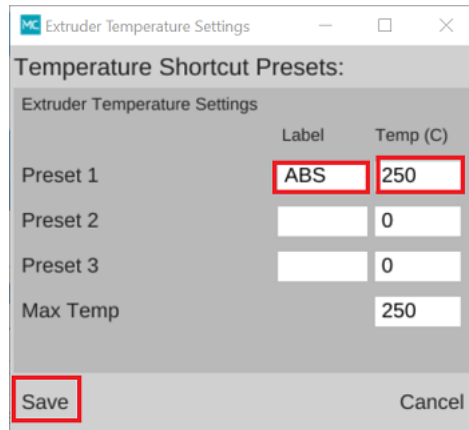 MC Extruder Temperature Settings
Temperature Shortcut Presets:
Extruder Temperature Settings
Label Temp (C)
Preset 1 ABS 250
Preset 2 0
Preset 3 0
Max Temp 250
Save Cancel